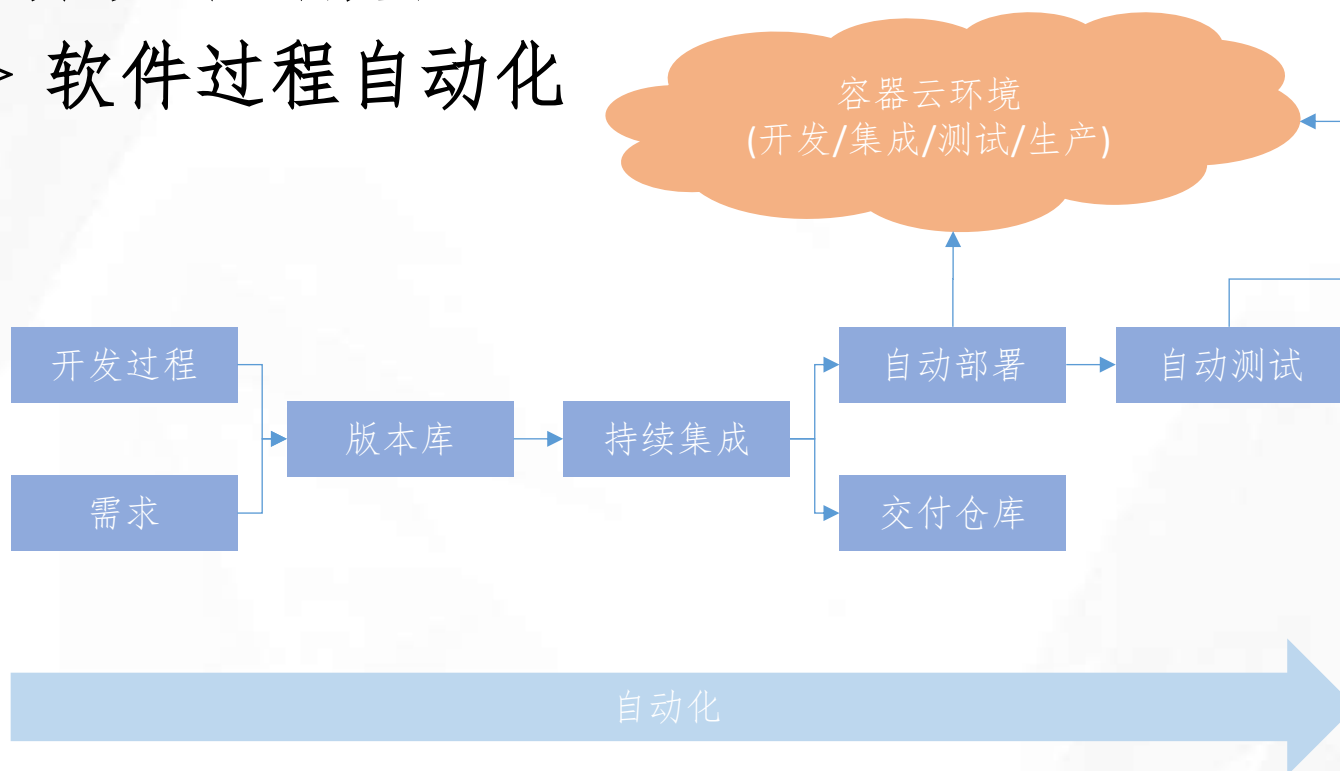 > 软件过程自动化
容器云环境
(开发/集成/测试/生产)
开发过程
自动部署
自动测试
版本库
持续集成
需求
交付仓库
自动化